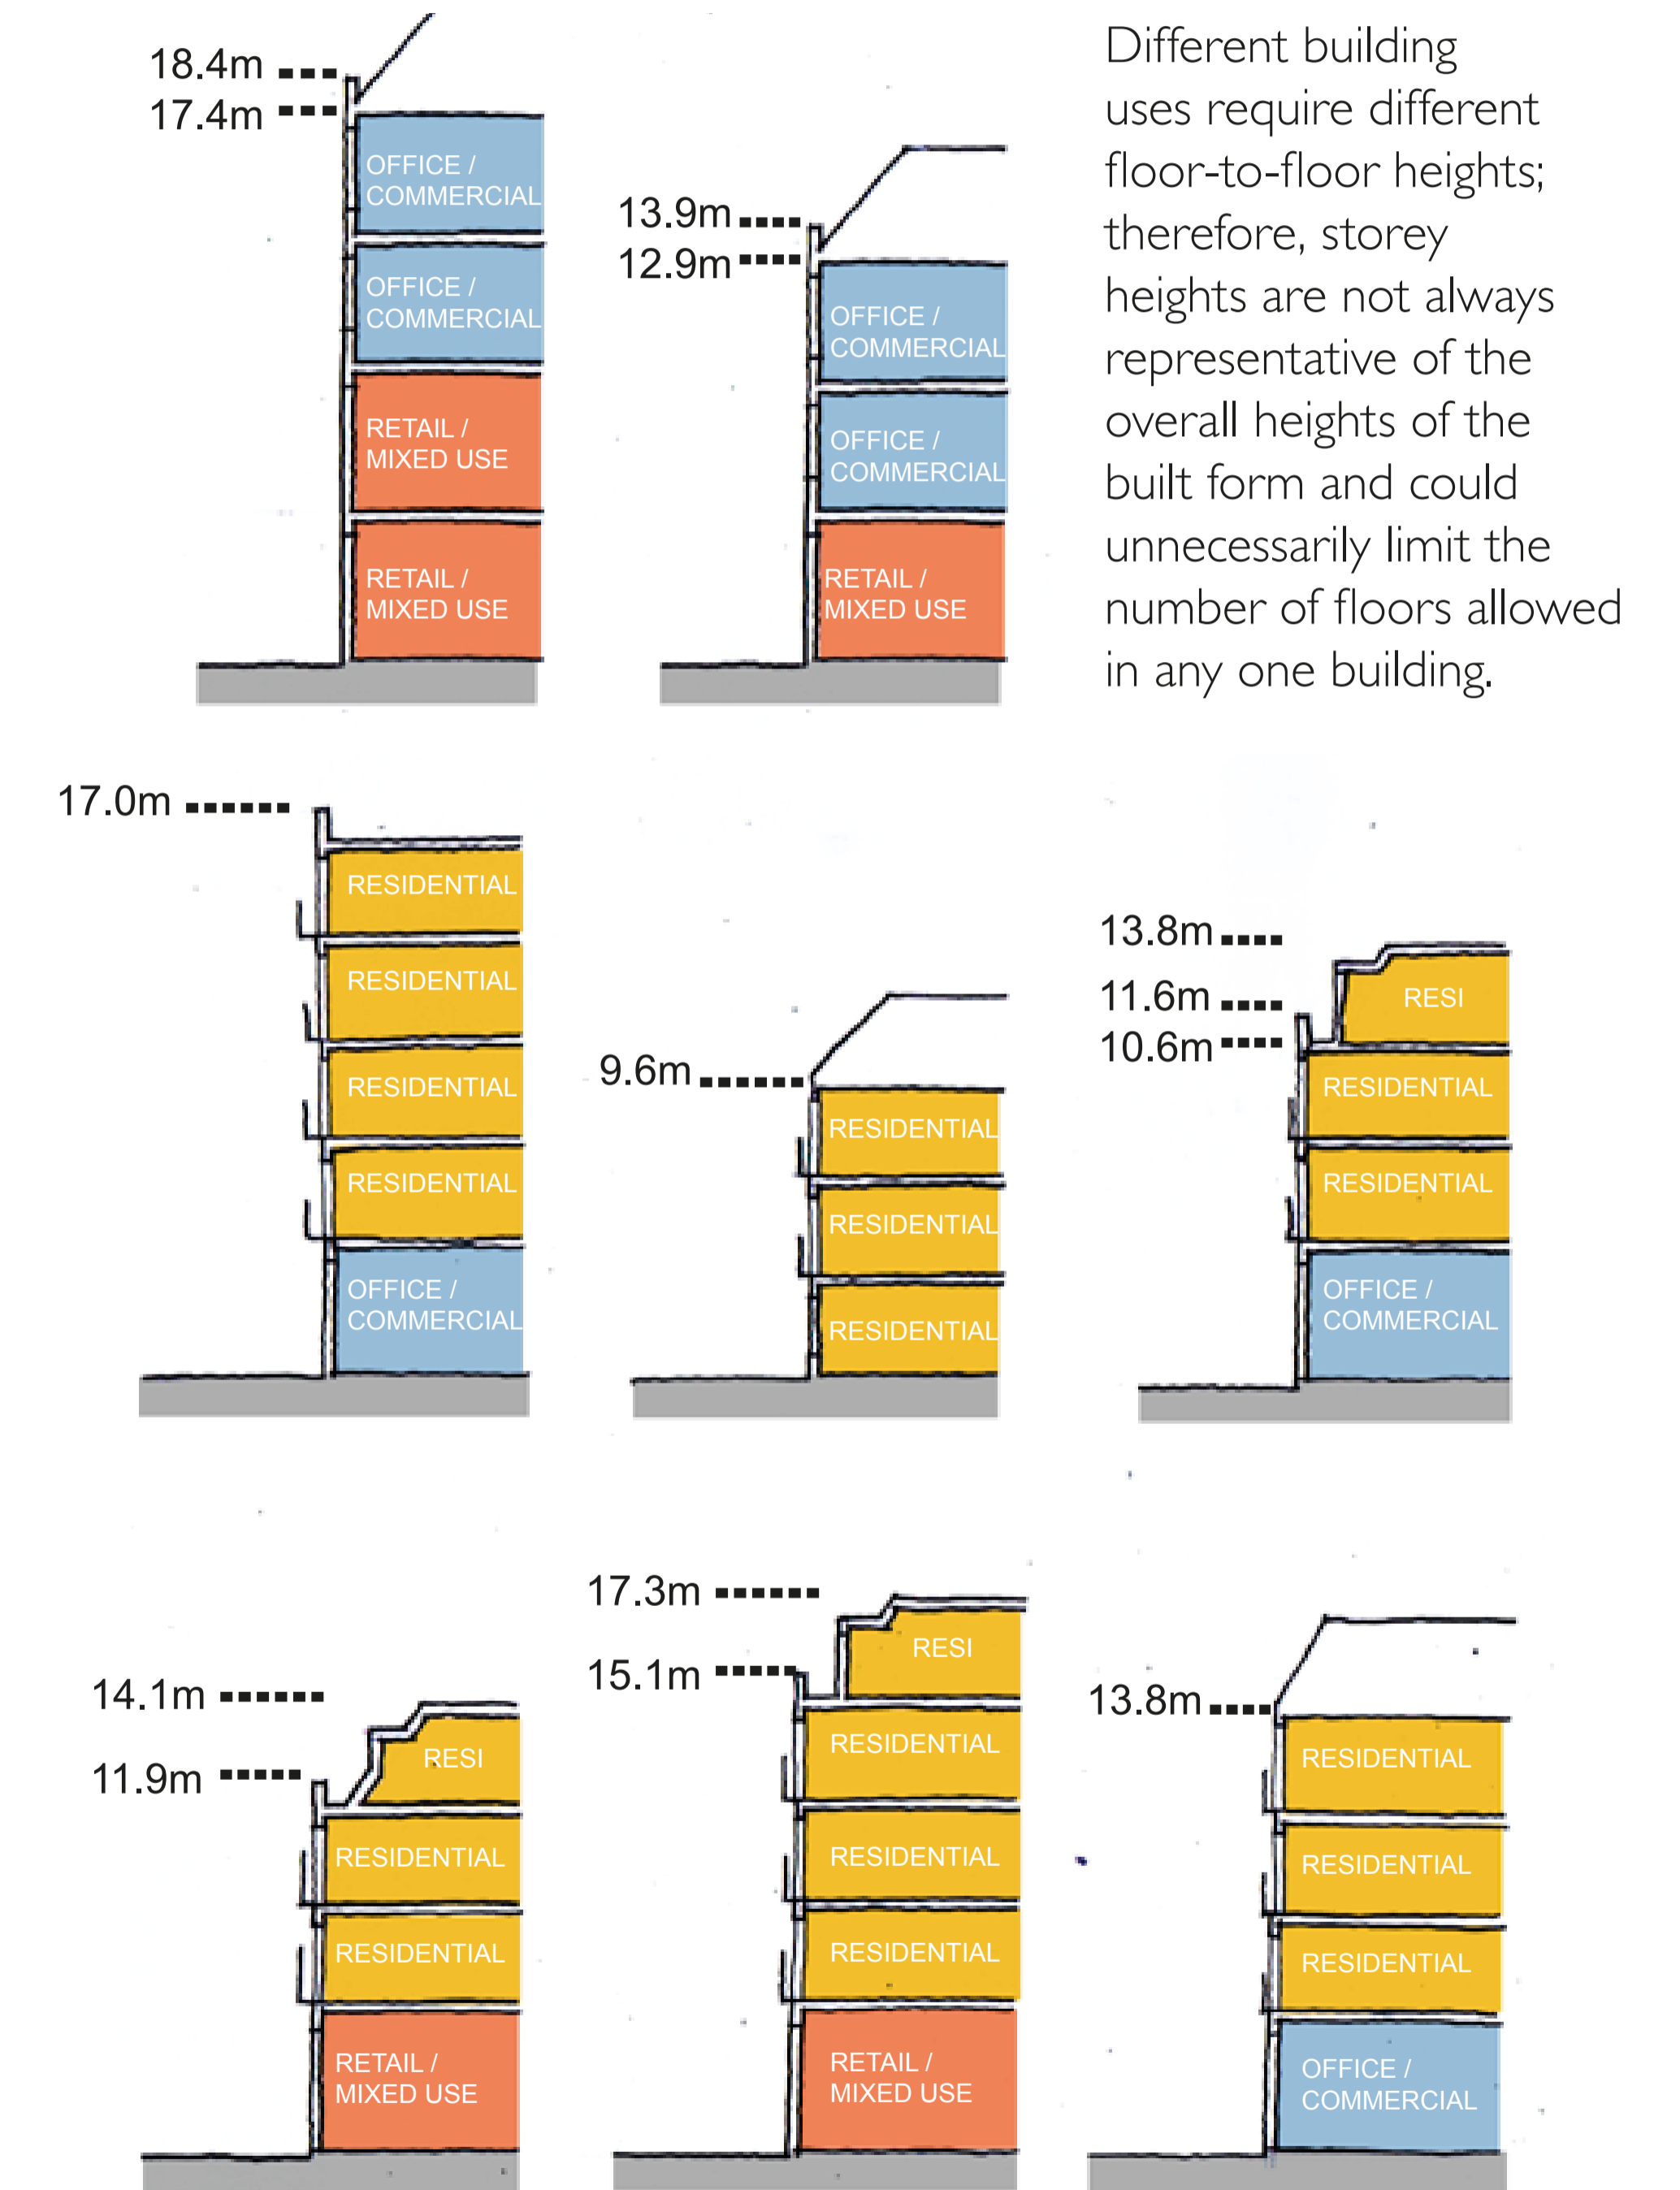 18.4m
17.4m
OFFICE /
COMMERCIAL
OFFICE /
COMMERCIAL
RETAIL /
MIXED USE
RETAIL /
MIXED USE
13.9m
12.9m
OFFICE /
COMMERCIAL
OFFICE /
COMMERCIAL
RETAIL /
MIXED USE
Different building
uses require different
floor-to-floor heights;
therefore, storey
heights are not always
representative of the
overall heights of the
built form and could
unnecessarily limit the
number of floors allowed
in any one building.
17.0m
RESIDENTIAL
RESIDENTIAL
RESIDENTIAL
RESIDENTIAL
OFFICE /
COMMERCIAL
9.6m
RESIDENTIAL
RESIDENTIAL
RESIDENTIAL
13.8m
11.6m
10.6m
RESI
RESIDENTIAL
RESIDENTIAL
OFFICE /
COMMERCIAL
14.1m
11.9m
RESI
RESIDENTIAL
RESIDENTIAL
RETAIL /
MIXED USE
17.3m
15.1m
RESI
RESIDENTIAL
RESIDENTIAL
RESIDENTIAL
RETAIL /
MIXED USE
13.8m
RESIDENTIAL
RESIDENTIAL
RESIDENTIAL
OFFICE /
COMMERCIAL